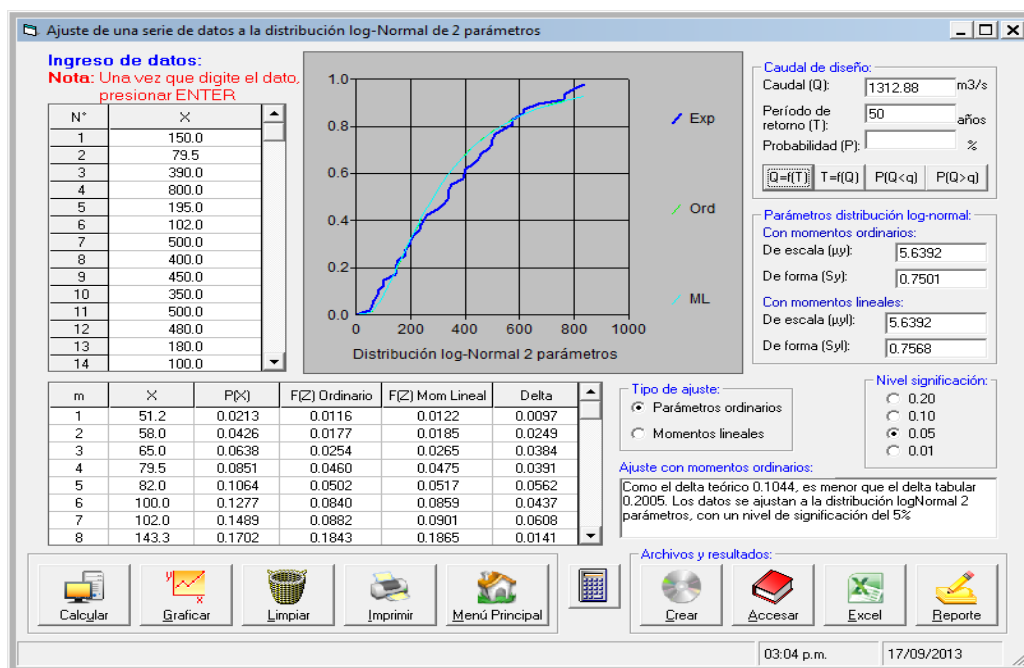 Ajuste de una serie de datos a la distribución log-Normal de 2 parámetros
Ingreso de datos:
Nota: Una vez que digite el dato,
presionar ENTER
N° X
1 150.0
2 79.5
3 390.0
4 800.0
5 195.0
6 102.0
7 500.0
8 400.0
9 450.0
10 350.0
11 500.0
12 480.0
13 180.0
14 100.0
1.0
0.8
0.6
0.4
0.2
0.0
0 200 400 600 800 1000
Distribución log-Normal 2 parámetros
Exp
Ord
ML
Caudal de diseño:
Caudal (Q): 1312.88 m3/s
Período de
retorno (T): 50 años
Probabilidad (P): %
Q=f(T) T=f(Q) P(Q<q) P(Q>q)
Parámetros distribución log-normal:
Con momentos ordinarios:
De escala (µy): 5.6392
De forma (Sy): 0.7501
Con momentos lineales:
De escala (µyl): 5.6392
De forma (Syl): 0.7568
m X P(X) F(Z) Ordinario F(Z) Mom Lineal Delta
1 51.2 0.0213 0.0116 0.0122 0.0097
2 58.0 0.0426 0.0177 0.0185 0.0249
3 65.0 0.0638 0.0254 0.0265 0.0384
4 79.5 0.0851 0.0460 0.0475 0.0391
5 82.0 0.1064 0.0502 0.0517 0.0562
6 100.0 0.1277 0.0840 0.0859 0.0437
7 102.0 0.1489 0.0882 0.0901 0.0608
8 143.3 0.1702 0.1843 0.1865 0.0141
Tipo de ajuste:
Parámetros ordinarios
Momentos lineales
Nivel significación:
0.20
0.10
0.05
0.01
Ajuste con momentos ordinarios:
Como el delta teórico 0.1044, es menor que el delta tabular
0.2005. Los datos se ajustan a la distribución logNormal 2
parámetros, con un nivel de significación del 5%
Calcular Graficar Limpiar Imprimir Menú Principal
Archivos y resultados:
Crear Accesar Excel Reporte
03:04 p.m. 17/09/2013